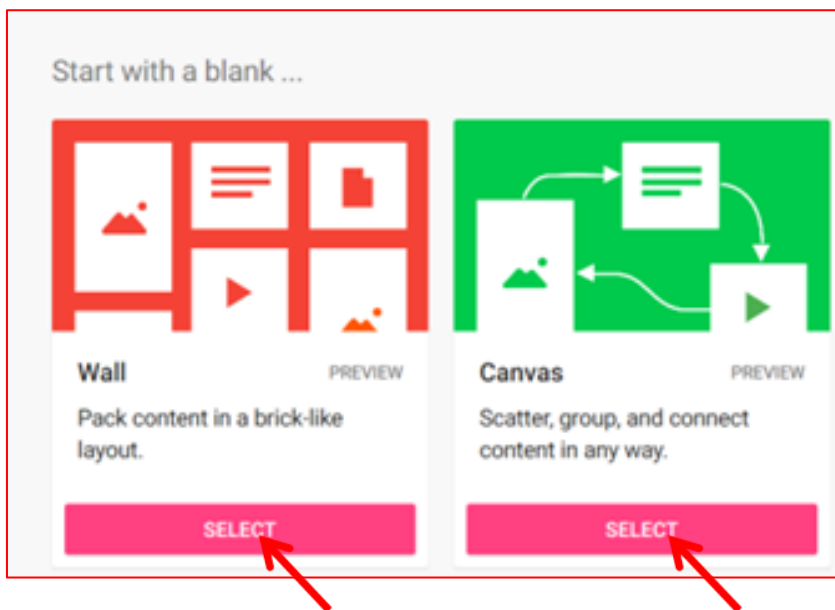 Start with a blank ...
Wall
PREVIEW
Pack content in a brick-like
layout.
SELECT
Canvas
PREVIEW
Scatter, group, and connect
content in any way.
SELECT